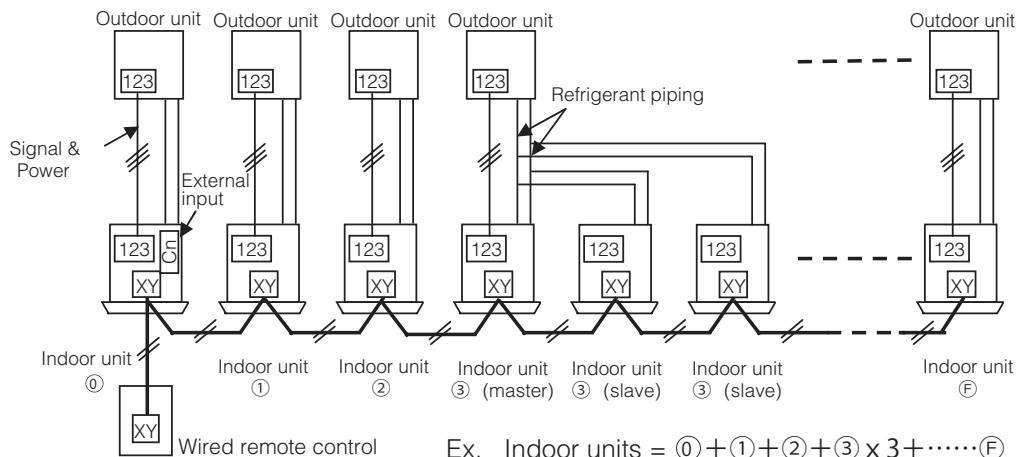 Outdoor unit Outdoor unit Outdoor unit Outdoor unit Outdoor unit
123 123 123 123 123
Refrigerant piping
Signal &
Power
External
input
123 Cn 123 123 123 123 123 123
XY XY XY XY XY XY XY
Indoor unit Indoor unit Indoor unit Indoor unit Indoor unit Indoor unit Indoor unit
⓪ ① ② ③ (master) ③ (slave) ③ (slave) Ⓕ
XY
Wired remote control
Ex. Indoor units = ⓪+①+②+③ x 3+······Ⓕ